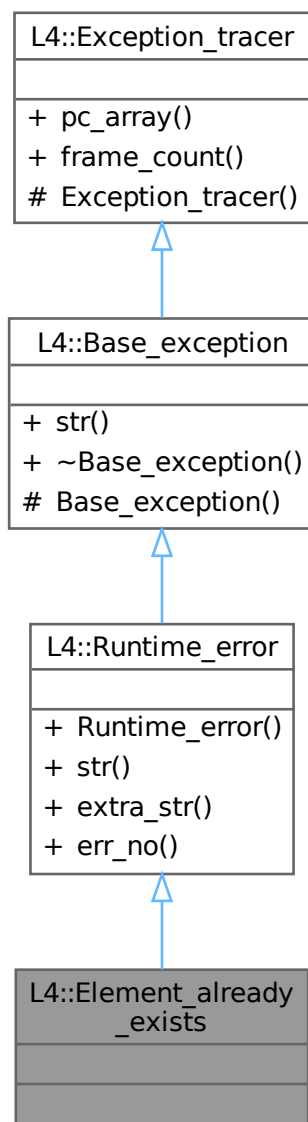 L4::Exception_tracer
+ pc_array()
+ frame_count()
# Exception_tracer()
L4::Base_exception
+ str()
+ ~Base_exception()
# Base_exception()
L4::Runtime_error
+ Runtime_error()
+ str()
+ extra_str()
+ err_no()
L4::Element_already
_exists